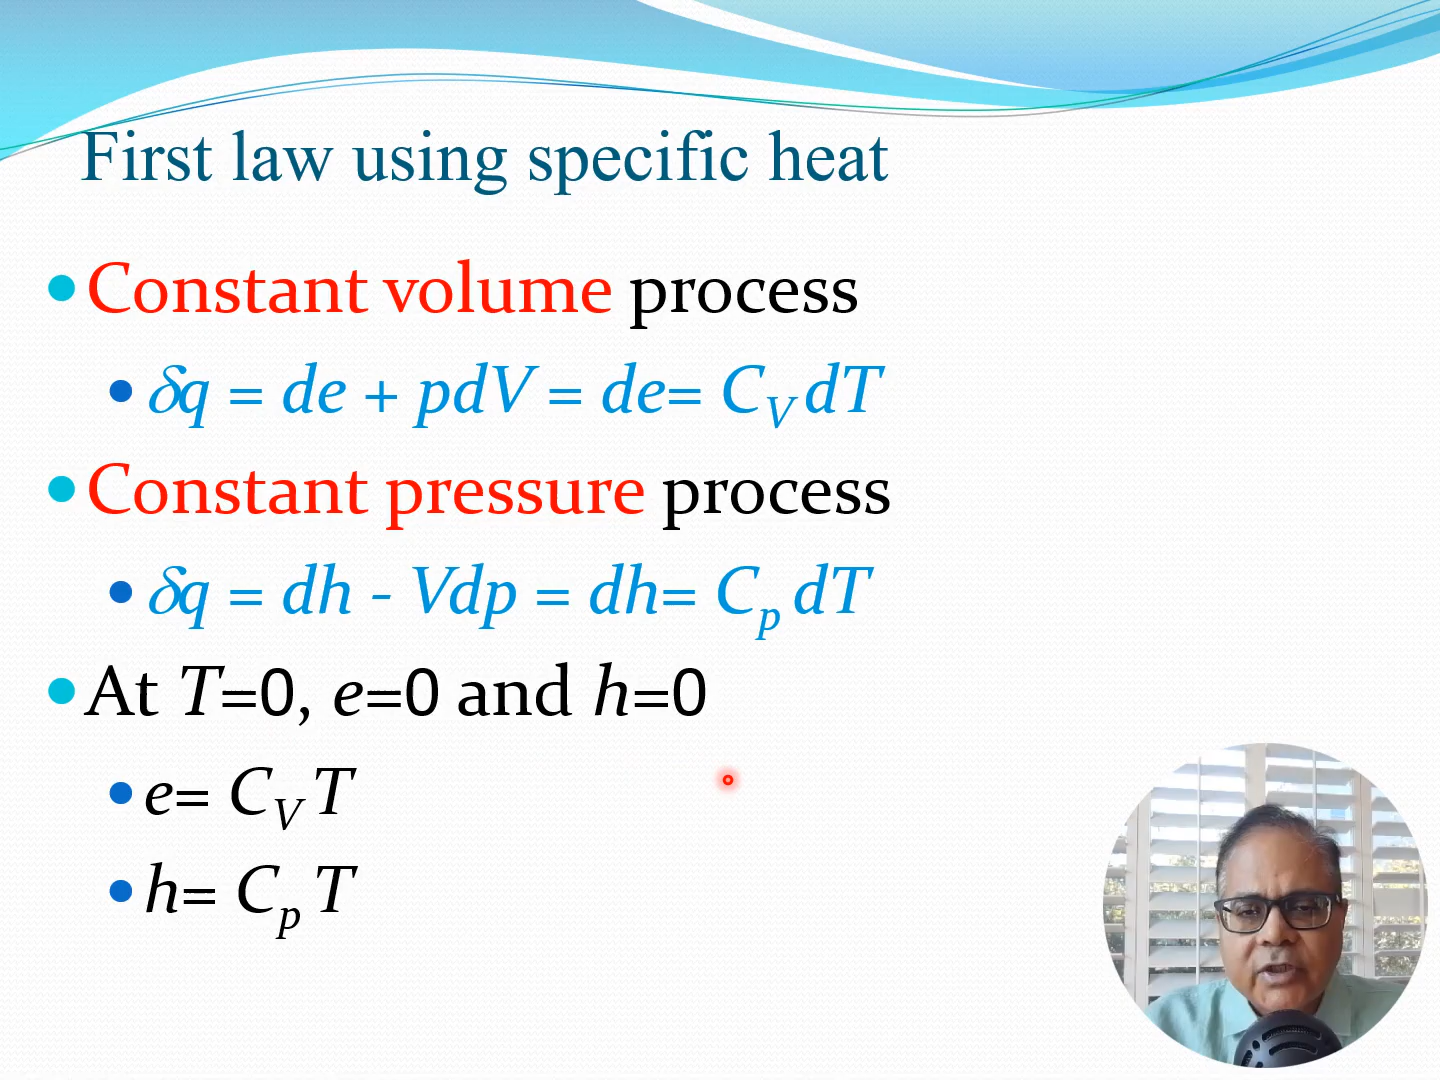 First law using specific heat
Constant volume process
δq = de + pdV = de= C_V dT
Constant pressure process
δq = dh - Vdp = dh= C_p dT
At T=0, e=0 and h=0
e= C_V T
h= C_p T